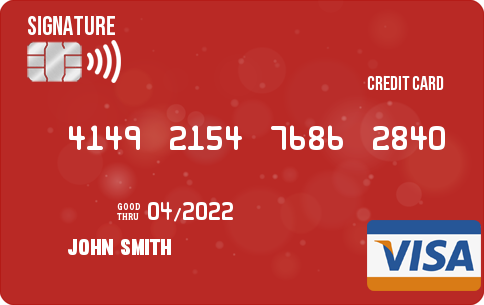 SIGNATURE
CREDIT CARD
4149 2154 7686 2840
GOOD THRU 04/2022
JOHN SMITH
VISA